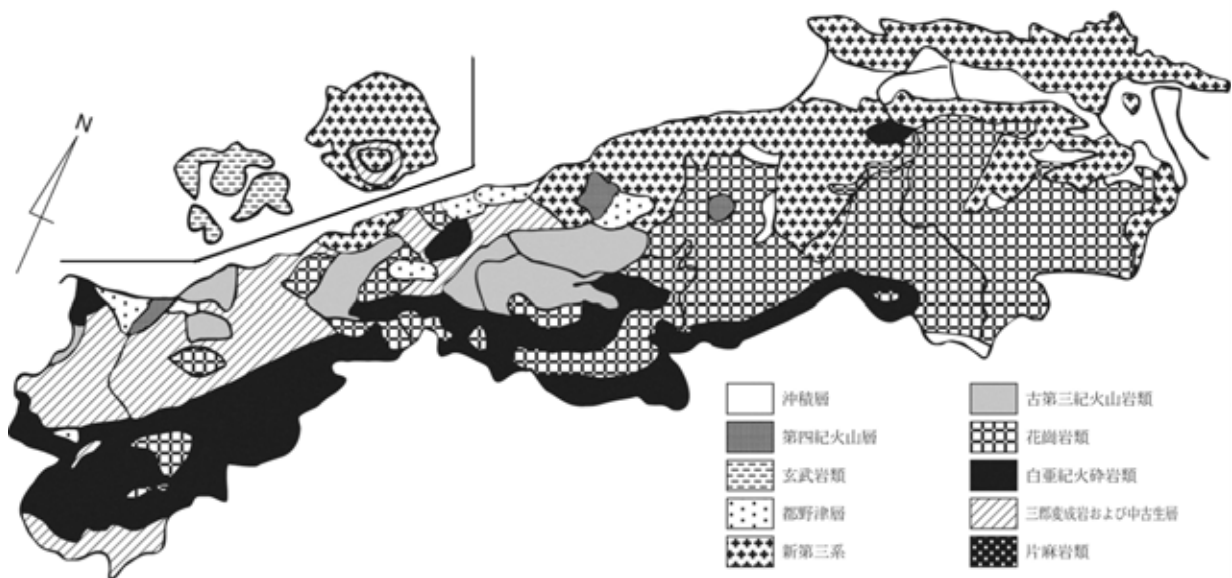 N
沖積層
第四紀火山層
玄武岩類
都野津層
新第三系
古第三紀火山岩類
花崗岩類
白亜紀火砕岩類
三郡変成岩および中古生層
片麻岩類